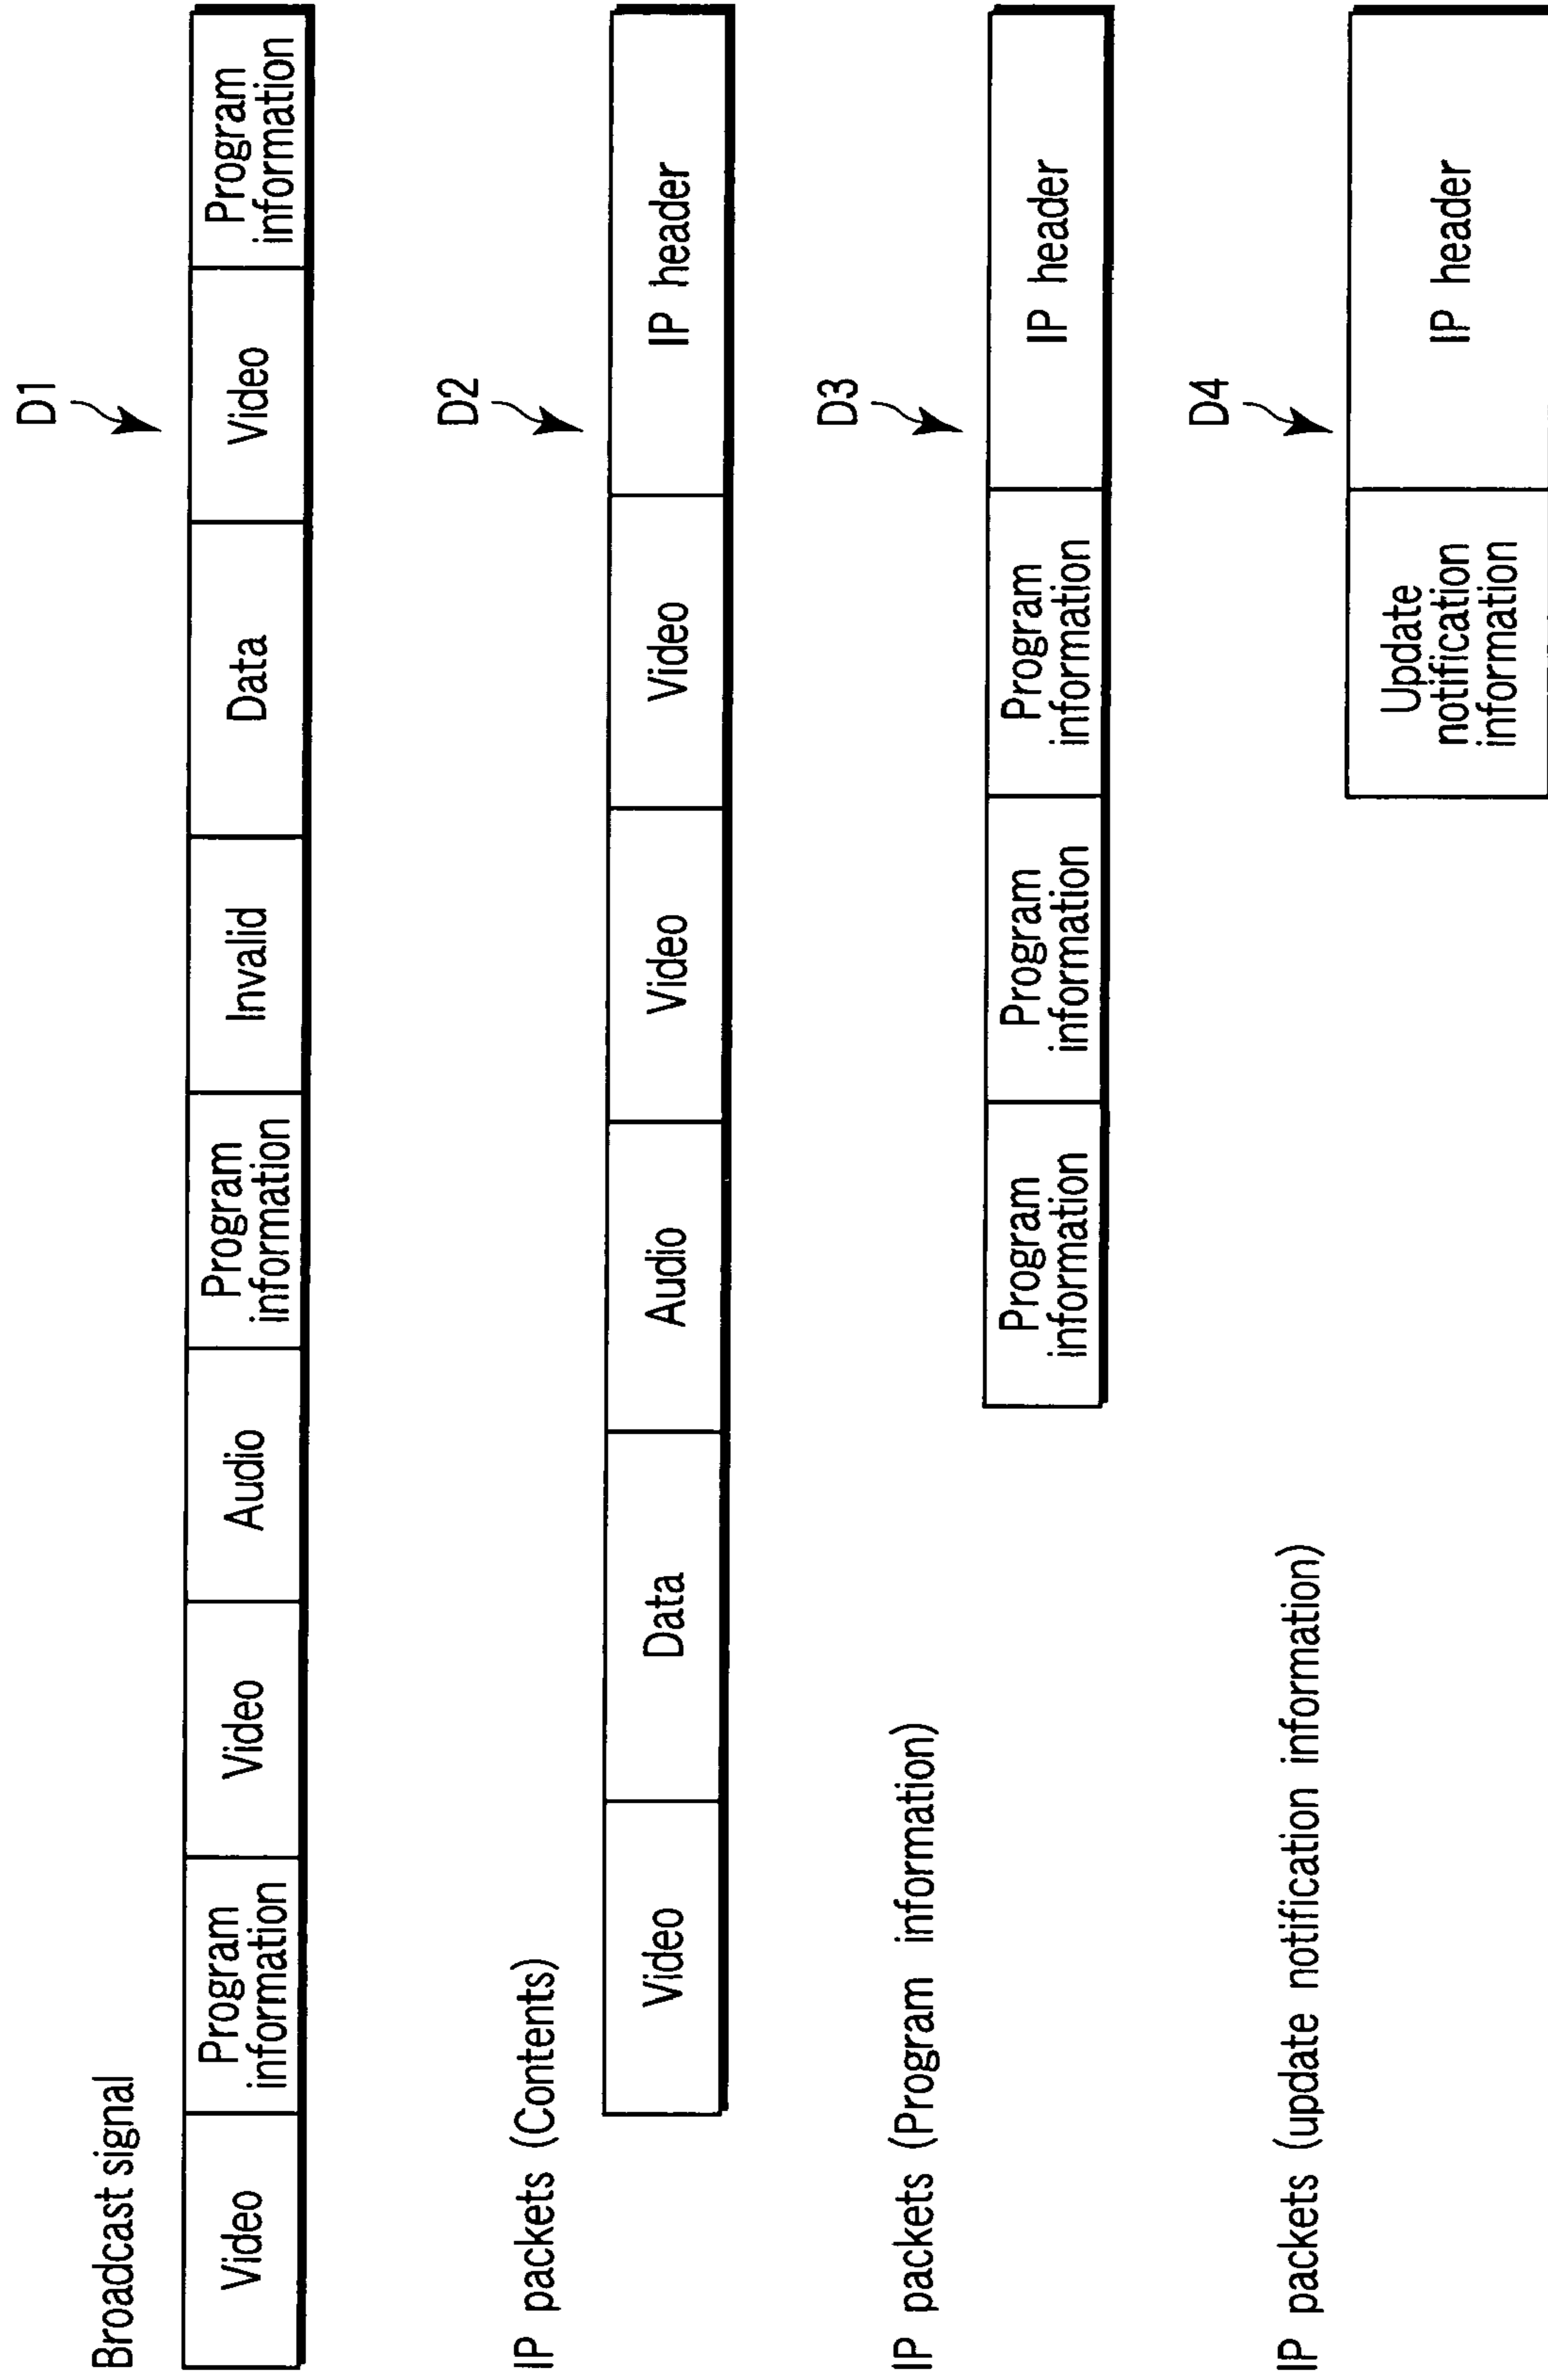 Broadcast signal
D1
Video
Program
information
Video
Audio
Program
information
Invalid
Data
Video
Program
information
IP packets (Contents)
D2
Video
Data
Audio
Video
Video
IP header
IP packets (Program information)
D3
Program
information
Program
information
Program
information
IP header
IP packets (update notification information)
D4
Update
notification
information
IP header